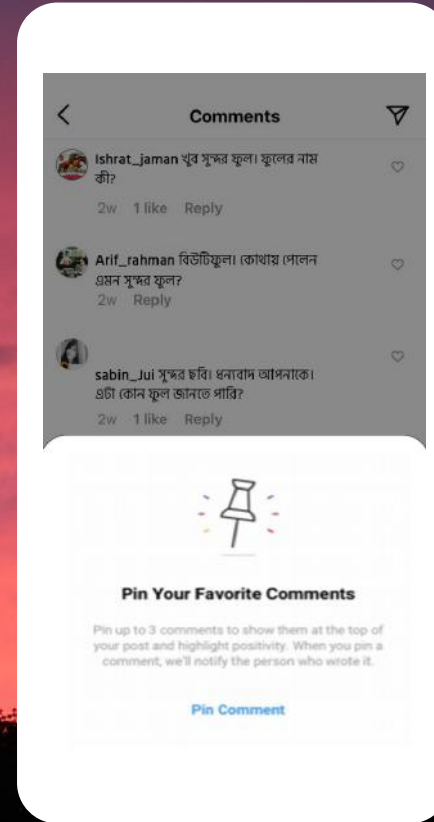 Comments
Ishrat_jaman খুব সুন্দর ফুল। ফুলের নাম
কী?
2w 1 like Reply
Arif_rahman বিউটিফুল। কোথায় পেলেন
এমন সুন্দর ফুল?
2w Reply
sabin_Jui সুন্দর ছবি। ধন্যবাদ আপনাকে।
এটা কোন ফুল জানতে পারি?
2w 1 like Reply
Pin Your Favorite Comments
Pin up to 3 comments to show them at the top of
your post and highlight positivity. When you pin a
comment, we'll notify the person who wrote it.
Pin Comment